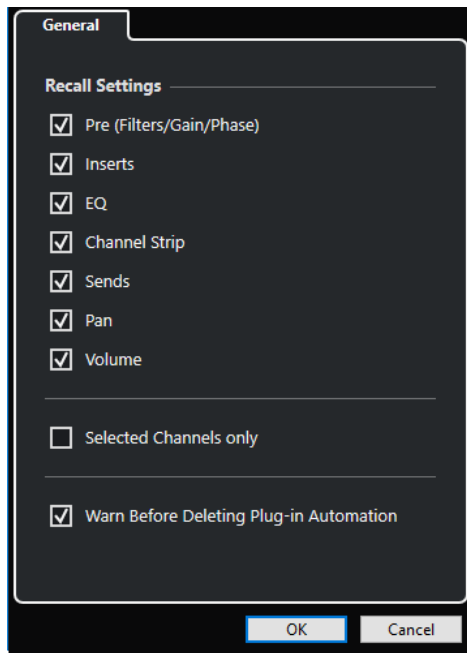 General
Recall Settings
Pre (Filters/Gain/Phase)
Inserts
EQ
Channel Strip
Sends
Pan
Volume
Selected Channels only
Warn Before Deleting Plug-in Automation
OK Cancel